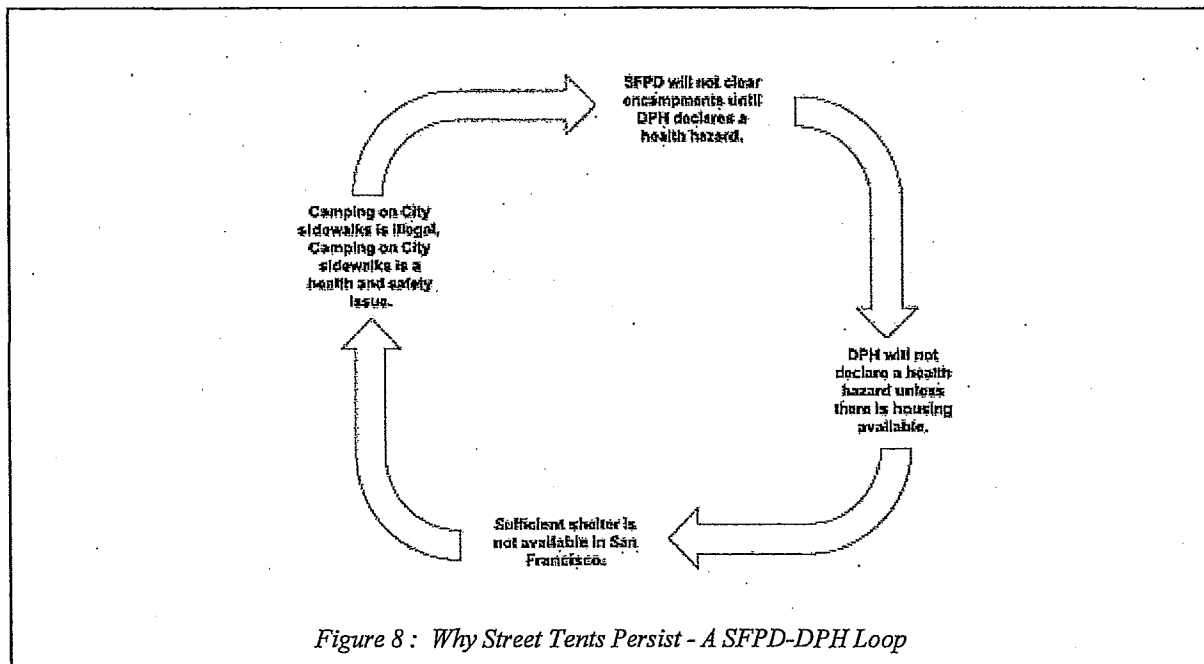 SFPD will not clear
encampments until
DPH declares a
health hazard.
Camping on City
sidewalks is illegal,
Camping on City
sidewalks is a
health and safety
issue.
DPH will not
declare a health
hazard unless
there is housing
available.
Sufficient shelter is
not available in San
Francisco.
Figure 8 : Why Street Tents Persist - A SFPD-DPH Loop